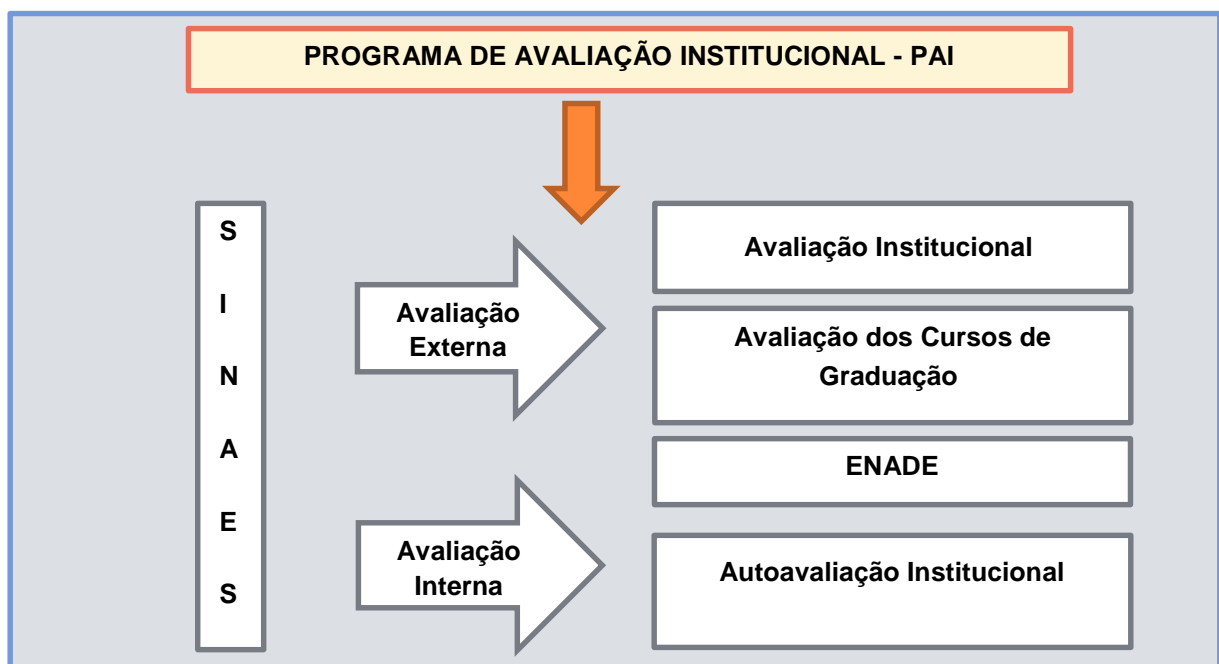 PROGRAMA DE AVALIAÇÃO INSTITUCIONAL - PAI
S
I
N
A
E
S
Avaliação
Externa
Avaliação Institucional
Avaliação dos Cursos de
Graduação
ENADE
Avaliação
Interna
Autoavaliação Institucional